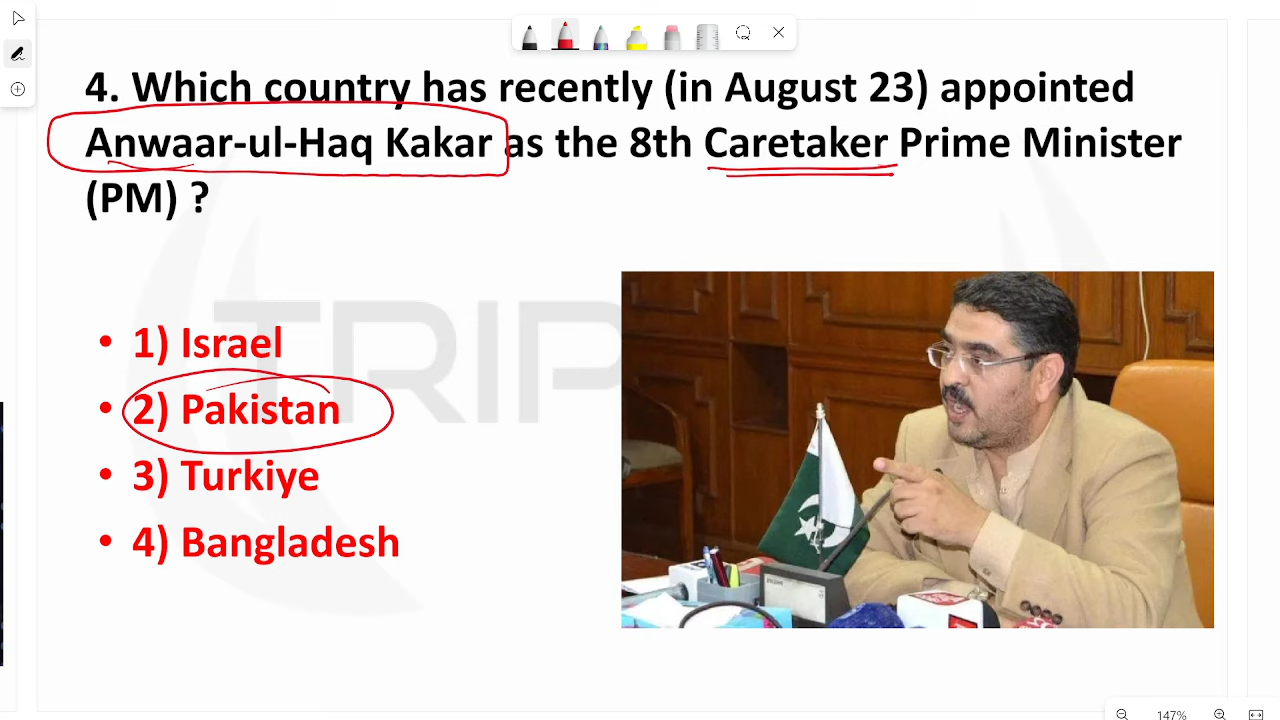 4. Which country has recently (in August 23) appointed
Anwaar-ul-Haq Kakar as the 8th Caretaker Prime Minister
(PM) ?
TRIP
• 1) Israel
• 2) Pakistan
• 3) Turkiye
• 4) Bangladesh
147%